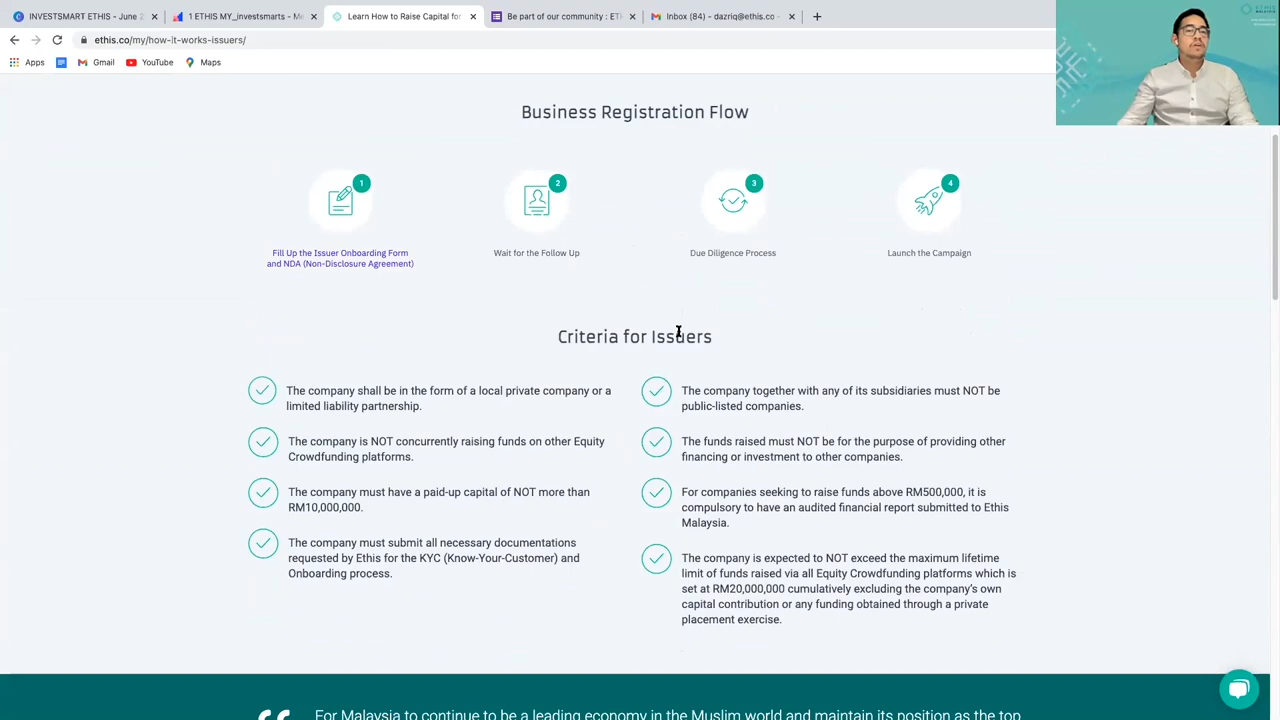 INVESTSMART ETHIS - June 2
1 ETHIS MY_investsmarts - Me
Learn How to Raise Capital for
Be part of our community : ETH
Inbox (84) - dazriq@ethis.co -
ethis.co/my/how-it-works-issuers/
Apps
Gmail
YouTube
Maps
ETHIS
Business Registration Flow
1
2
3
4
Fill Up the Issuer Onboarding Form
and NDA (Non-Disclosure Agreement)
Wait for the Follow Up
Due Diligence Process
Launch the Campaign
Criteria for Issuers
The company shall be in the form of a local private company or a
limited liability partnership.
The company is NOT concurrently raising funds on other Equity
Crowdfunding platforms.
The company must have a paid-up capital of NOT more than
RM10,000,000.
The company must submit all necessary documentations
requested by Ethis for the KYC (Know-Your-Customer) and
Onboarding process.
The company together with any of its subsidiaries must NOT be
public-listed companies.
The funds raised must NOT be for the purpose of providing other
financing or investment to other companies.
For companies seeking to raise funds above RM500,000, it is
compulsory to have an audited financial report submitted to Ethis
Malaysia.
The company is expected to NOT exceed the maximum lifetime
limit of funds raised via all Equity Crowdfunding platforms which is
set at RM20,000,000 cumulatively excluding the company's own
capital contribution or any funding obtained through a private
placement exercise.
For Malaysia to continue to be a leading economy in the Muslim world and maintain its position as the top